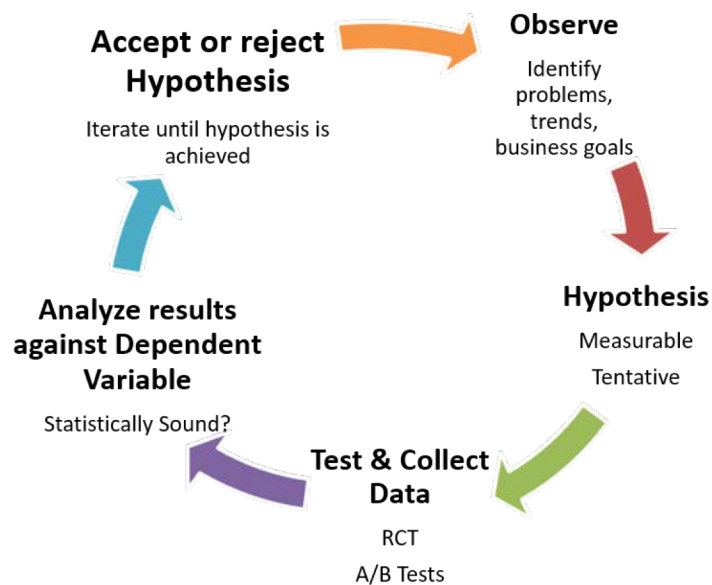 Observe
Identify
problems,
trends,
business goals
Hypothesis
Measurable
Tentative
Test & Collect
Data
RCT
A/B Tests
Analyze results
against Dependent
Variable
Statistically Sound?
Accept or reject
Hypothesis
Iterate until hypothesis is
achieved